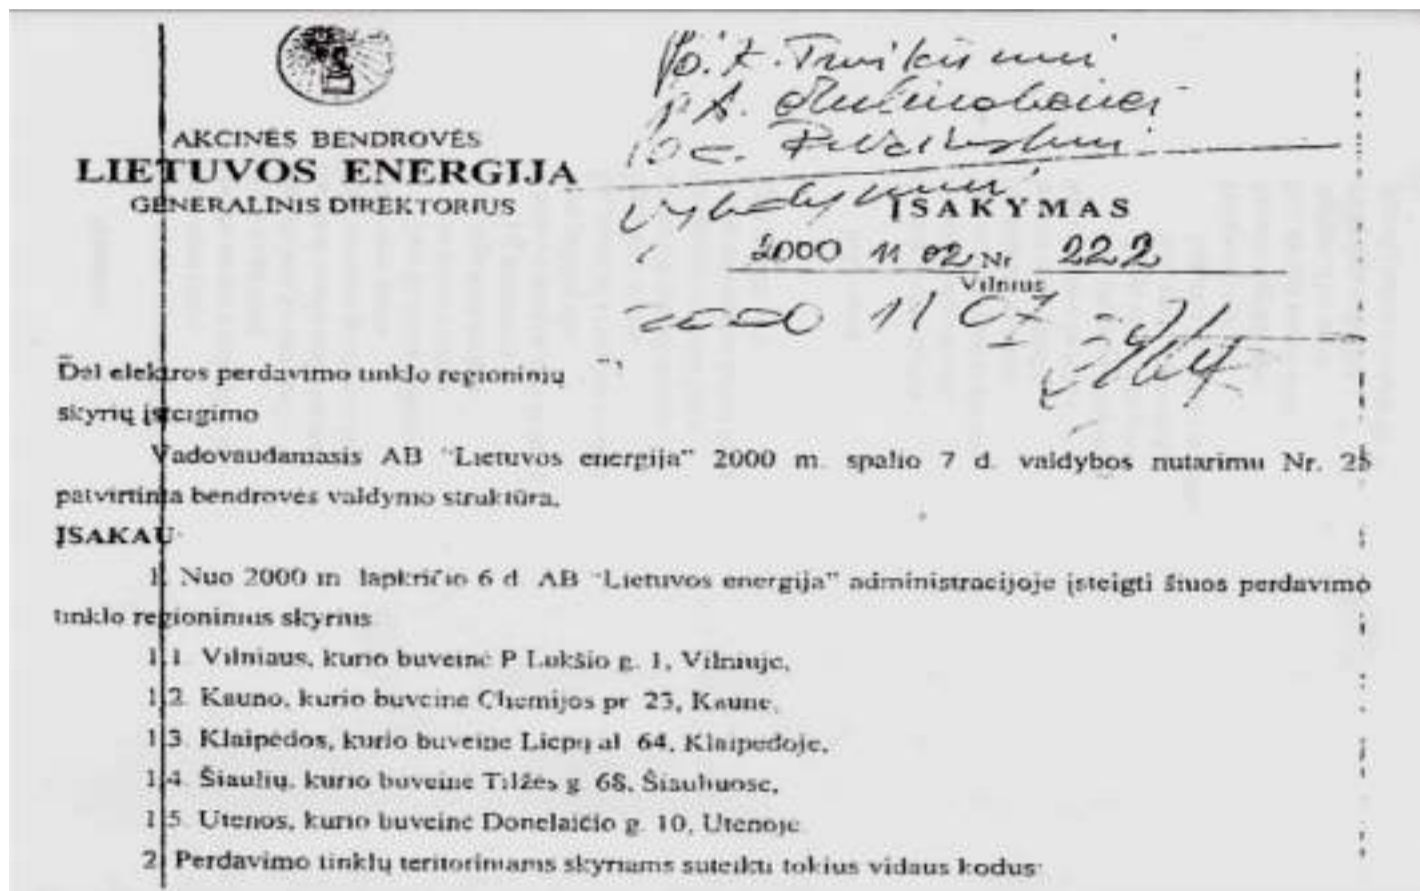 AKCINĖS BENDROVĖS
LIETUVOS ENERGIJA
GENERALINIS DIREKTORIUS
ĮSAKYMAS
2000 11 02 Nr 222
Vilnius
2000 11 07
Dėl elektros perdavimo tinklo regioninių
skyrių įsteigimo
Vadovaudamasis AB "Lietuvos energija" 2000 m. spalio 7 d. valdybos nutarimu Nr.
patvirtinta bendrovės valdymo struktūra,
ĮSAKAU
1. Nuo 2000 m lapkričio 6 d AB "Lietuvos energija" administracijoje įsteigti šiuos perdavimo
tinklo regioninius skyrius
1.1. Vilniaus, kurio buveinė P Lukšio g. 1, Vilniuje,
1.2. Kauno, kurio buveinė Chemijos pr 23, Kaune,
1.3. Klaipėdos, kurio buveinė Liepų al 64, Klaipėdoje,
1.4. Šiaulių, kurio buveinė Tilžės g 68, Šiauliuose,
1.5. Utenos, kurio buveinė Donelaičio g. 10, Utenoje
2. Perdavimo tinklų teritoriniams skyriams suteikti tokius vidaus kodus: